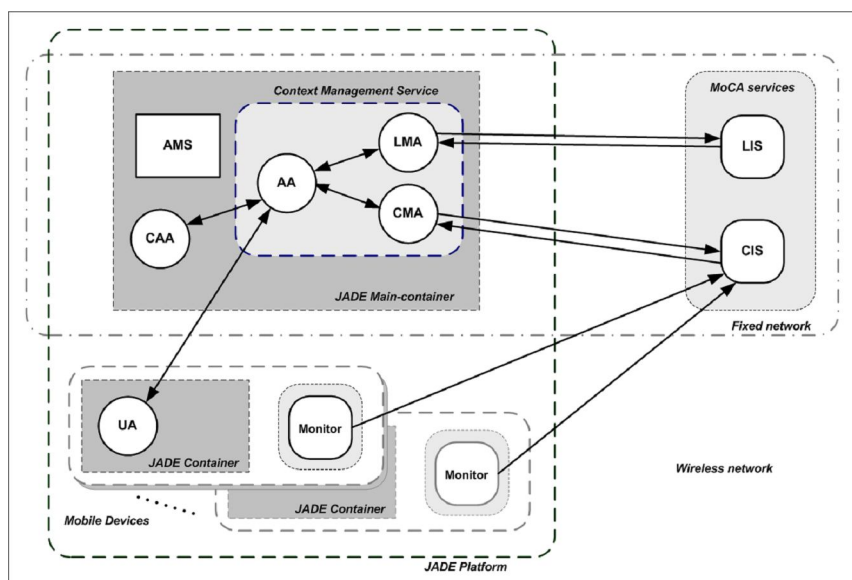 Context Management Service
MoCA services
AMS
LMA
LIS
AA
CAA
CMA
CIS
JADE Main-container
Fixed network
UA
Monitor
JADE Container
Monitor
Wireless network
JADE Container
Mobile Devices
JADE Platform